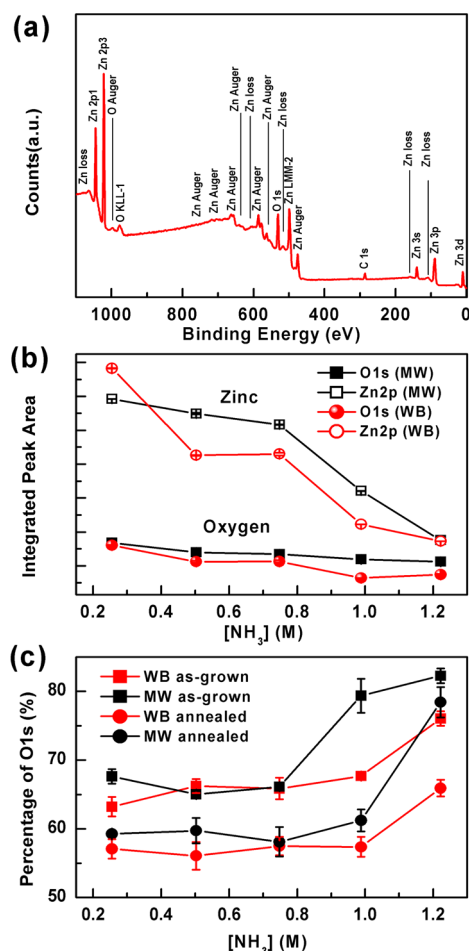 (a)
Counts(a.u.)
Zn loss
Zn 2p1
Zn 2p3
O Auger
O KLL-1
Zn Auger
Zn Auger
Zn Auger
Zn Auger
Zn loss
Zn Auger
Zn Auger
O 1s
Zn loss
Zn LMM-2
Zn Auger
C 1s
Zn loss
Zn 3s
Zn loss
Zn 3p
Zn 3d
1000 800 600 400 200 0
Binding Energy (eV)
(b)
Integrated Peak Area
Zinc
O1s (MW)
Zn2p (MW)
O1s (WB)
Zn2p (WB)
Oxygen
0.2 0.4 0.6 0.8 1.0 1.2
[NH3] (M)
(c)
Percentage of O1s (%)
WB as-grown
MW as-grown
WB annealed
MW annealed
80
70
60
50
0.2 0.4 0.6 0.8 1.0 1.2
[NH3] (M)